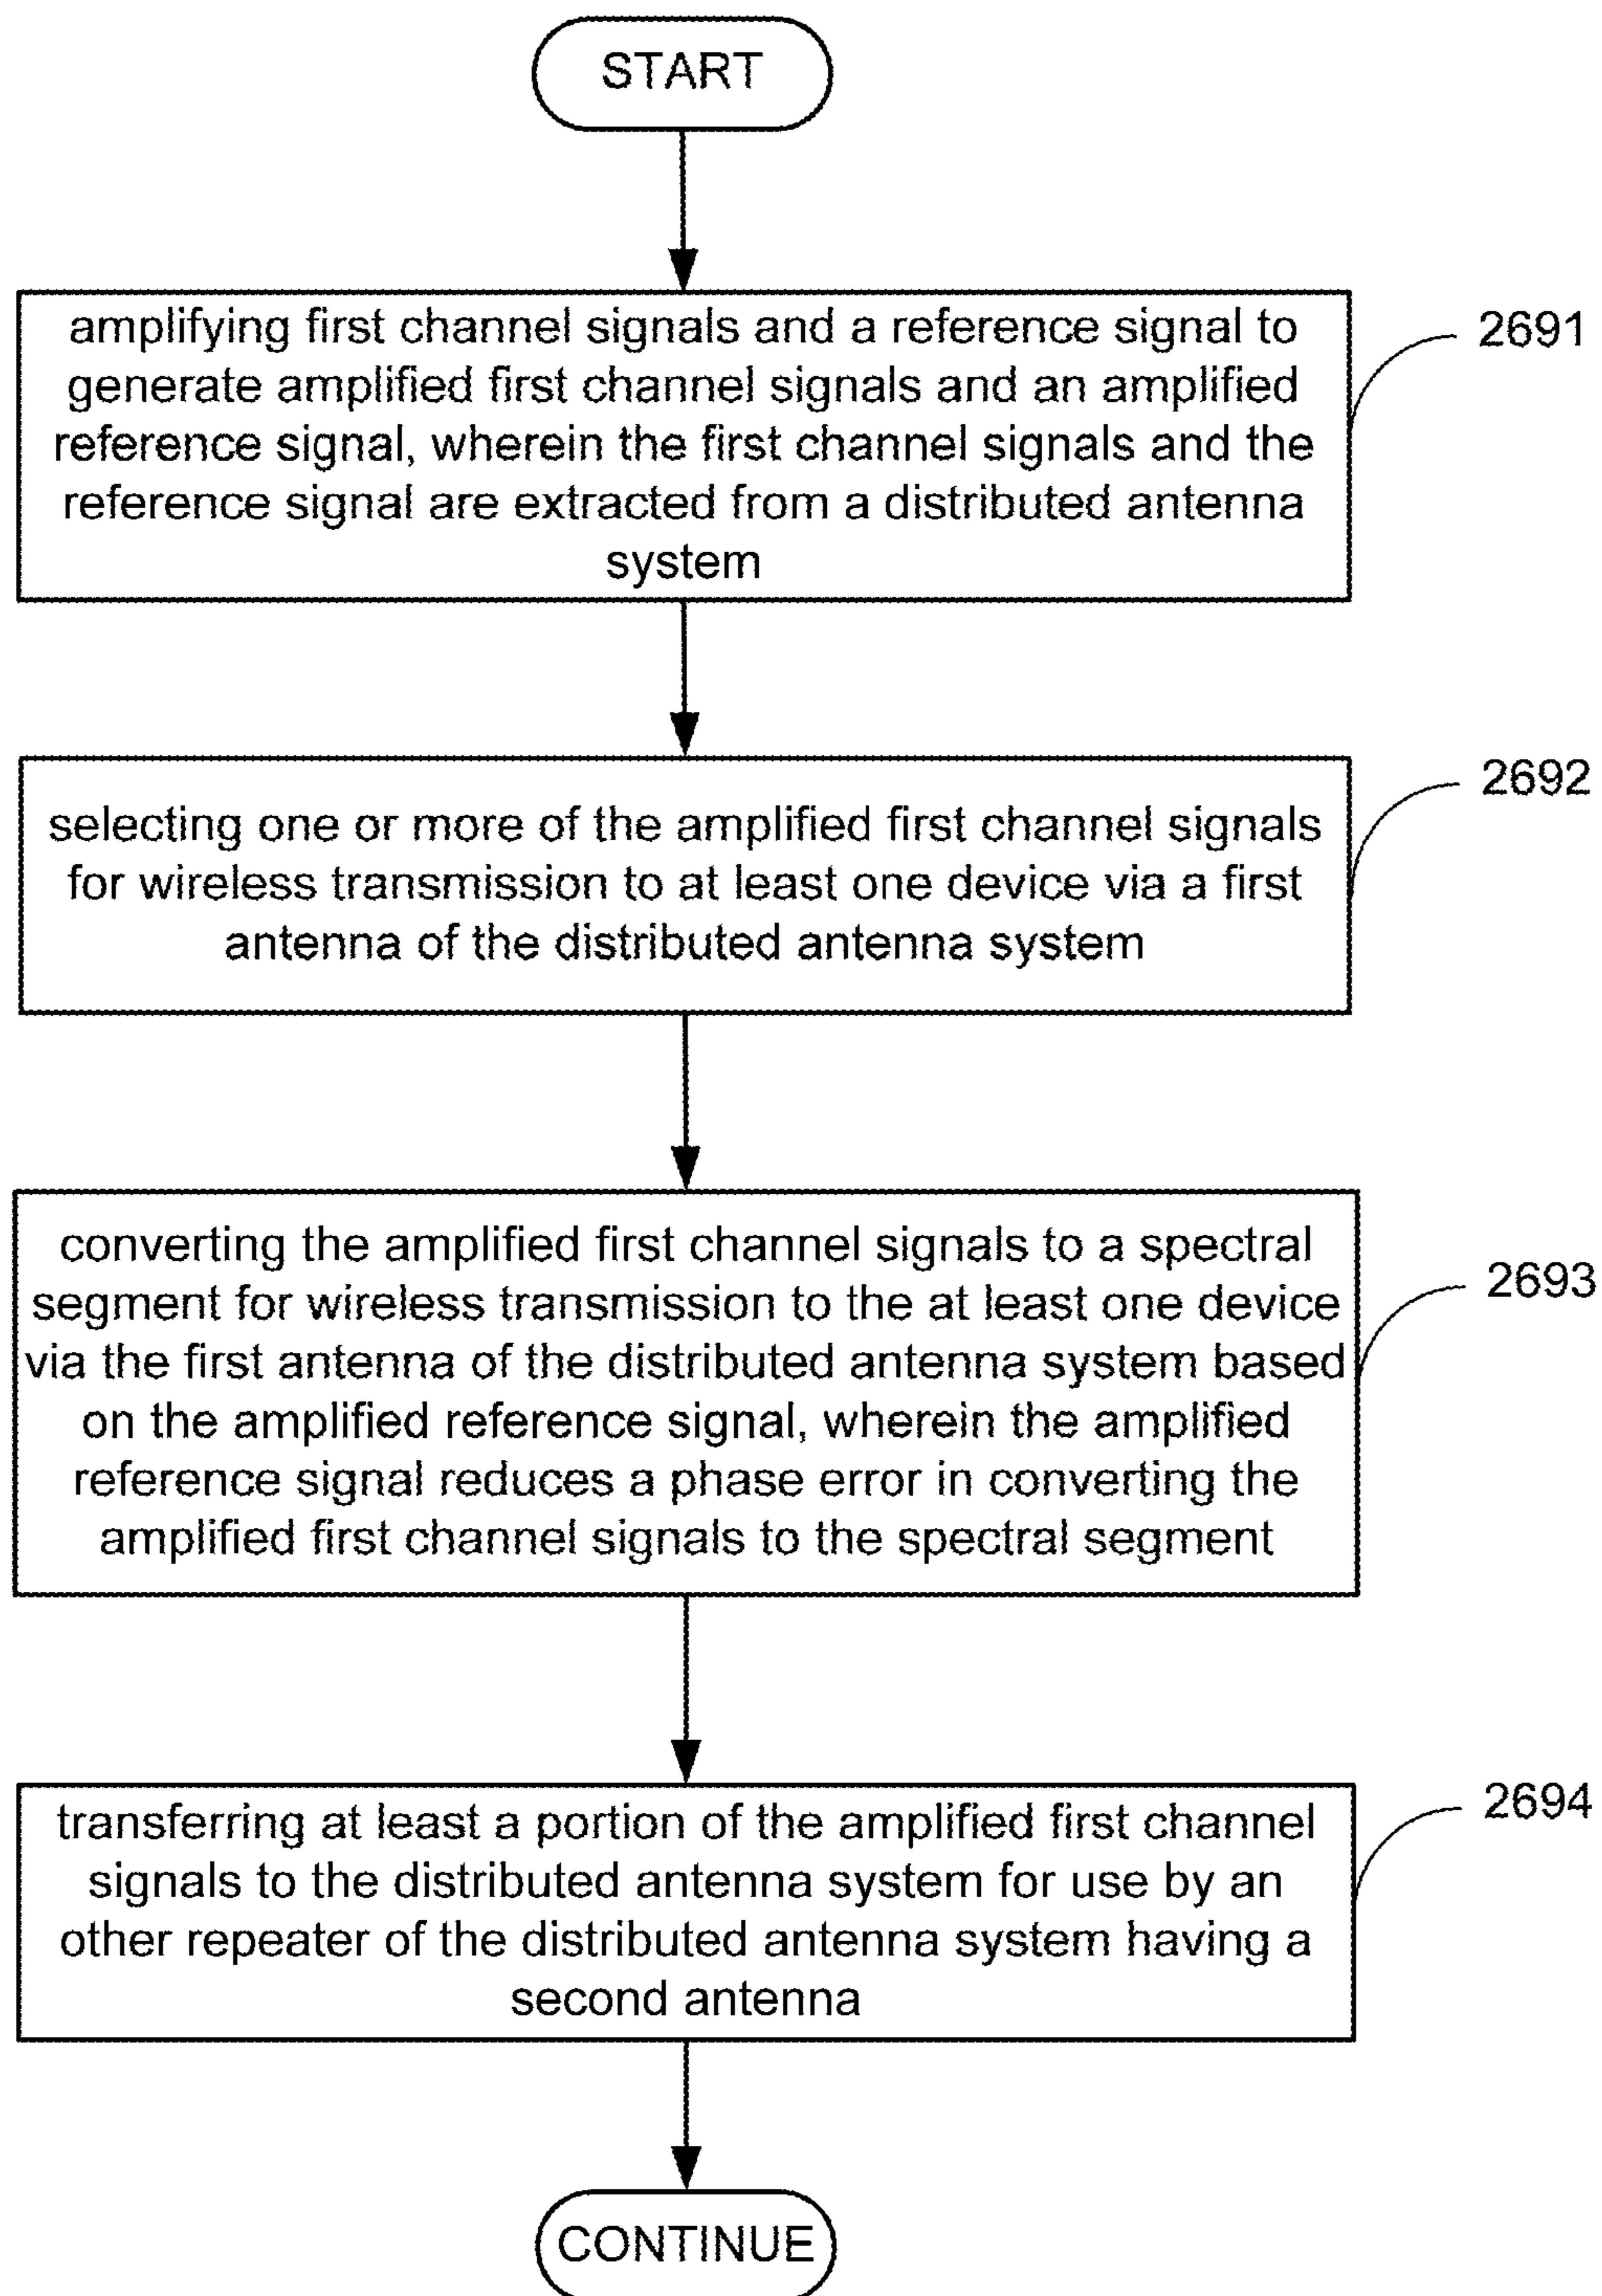 START
amplifying first channel signals and a reference signal to
generate amplified first channel signals and an amplified
reference signal, wherein the first channel signals and the
reference signal are extracted from a distributed antenna
system
2691
selecting one or more of the amplified first channel signals
for wireless transmission to at least one device via a first
antenna of the distributed antenna system
2692
converting the amplified first channel signals to a spectral
segment for wireless transmission to the at least one device
via the first antenna of the distributed antenna system based
on the amplified reference signal, wherein the amplified
reference signal reduces a phase error in converting the
amplified first channel signals to the spectral segment
2693
transferring at least a portion of the amplified first channel
signals to the distributed antenna system for use by an
other repeater of the distributed antenna system having a
second antenna
2694
CONTINUE